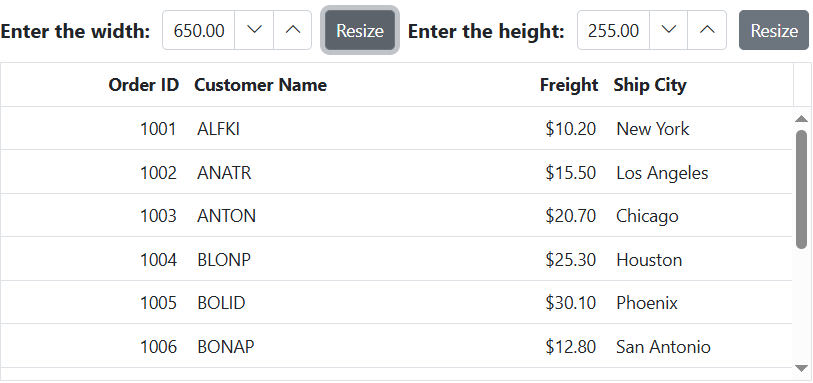 Enter the width: 650.00 Resize Enter the height: 255.00 Resize
Order ID Customer Name Freight Ship City
1001 ALFKI $10.20 New York
1002 ANATR $15.50 Los Angeles
1003 ANTON $20.70 Chicago
1004 BLONP $25.30 Houston
1005 BOLID $30.10 Phoenix
1006 BONAP $12.80 San Antonio